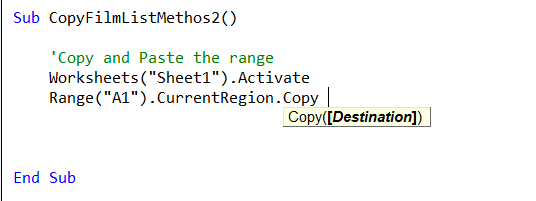 Sub CopyFilmListMethos2()
'Copy and Paste the range
Worksheets("Sheet1").Activate
Range("A1").CurrentRegion.Copy
Copy([Destination])
End Sub